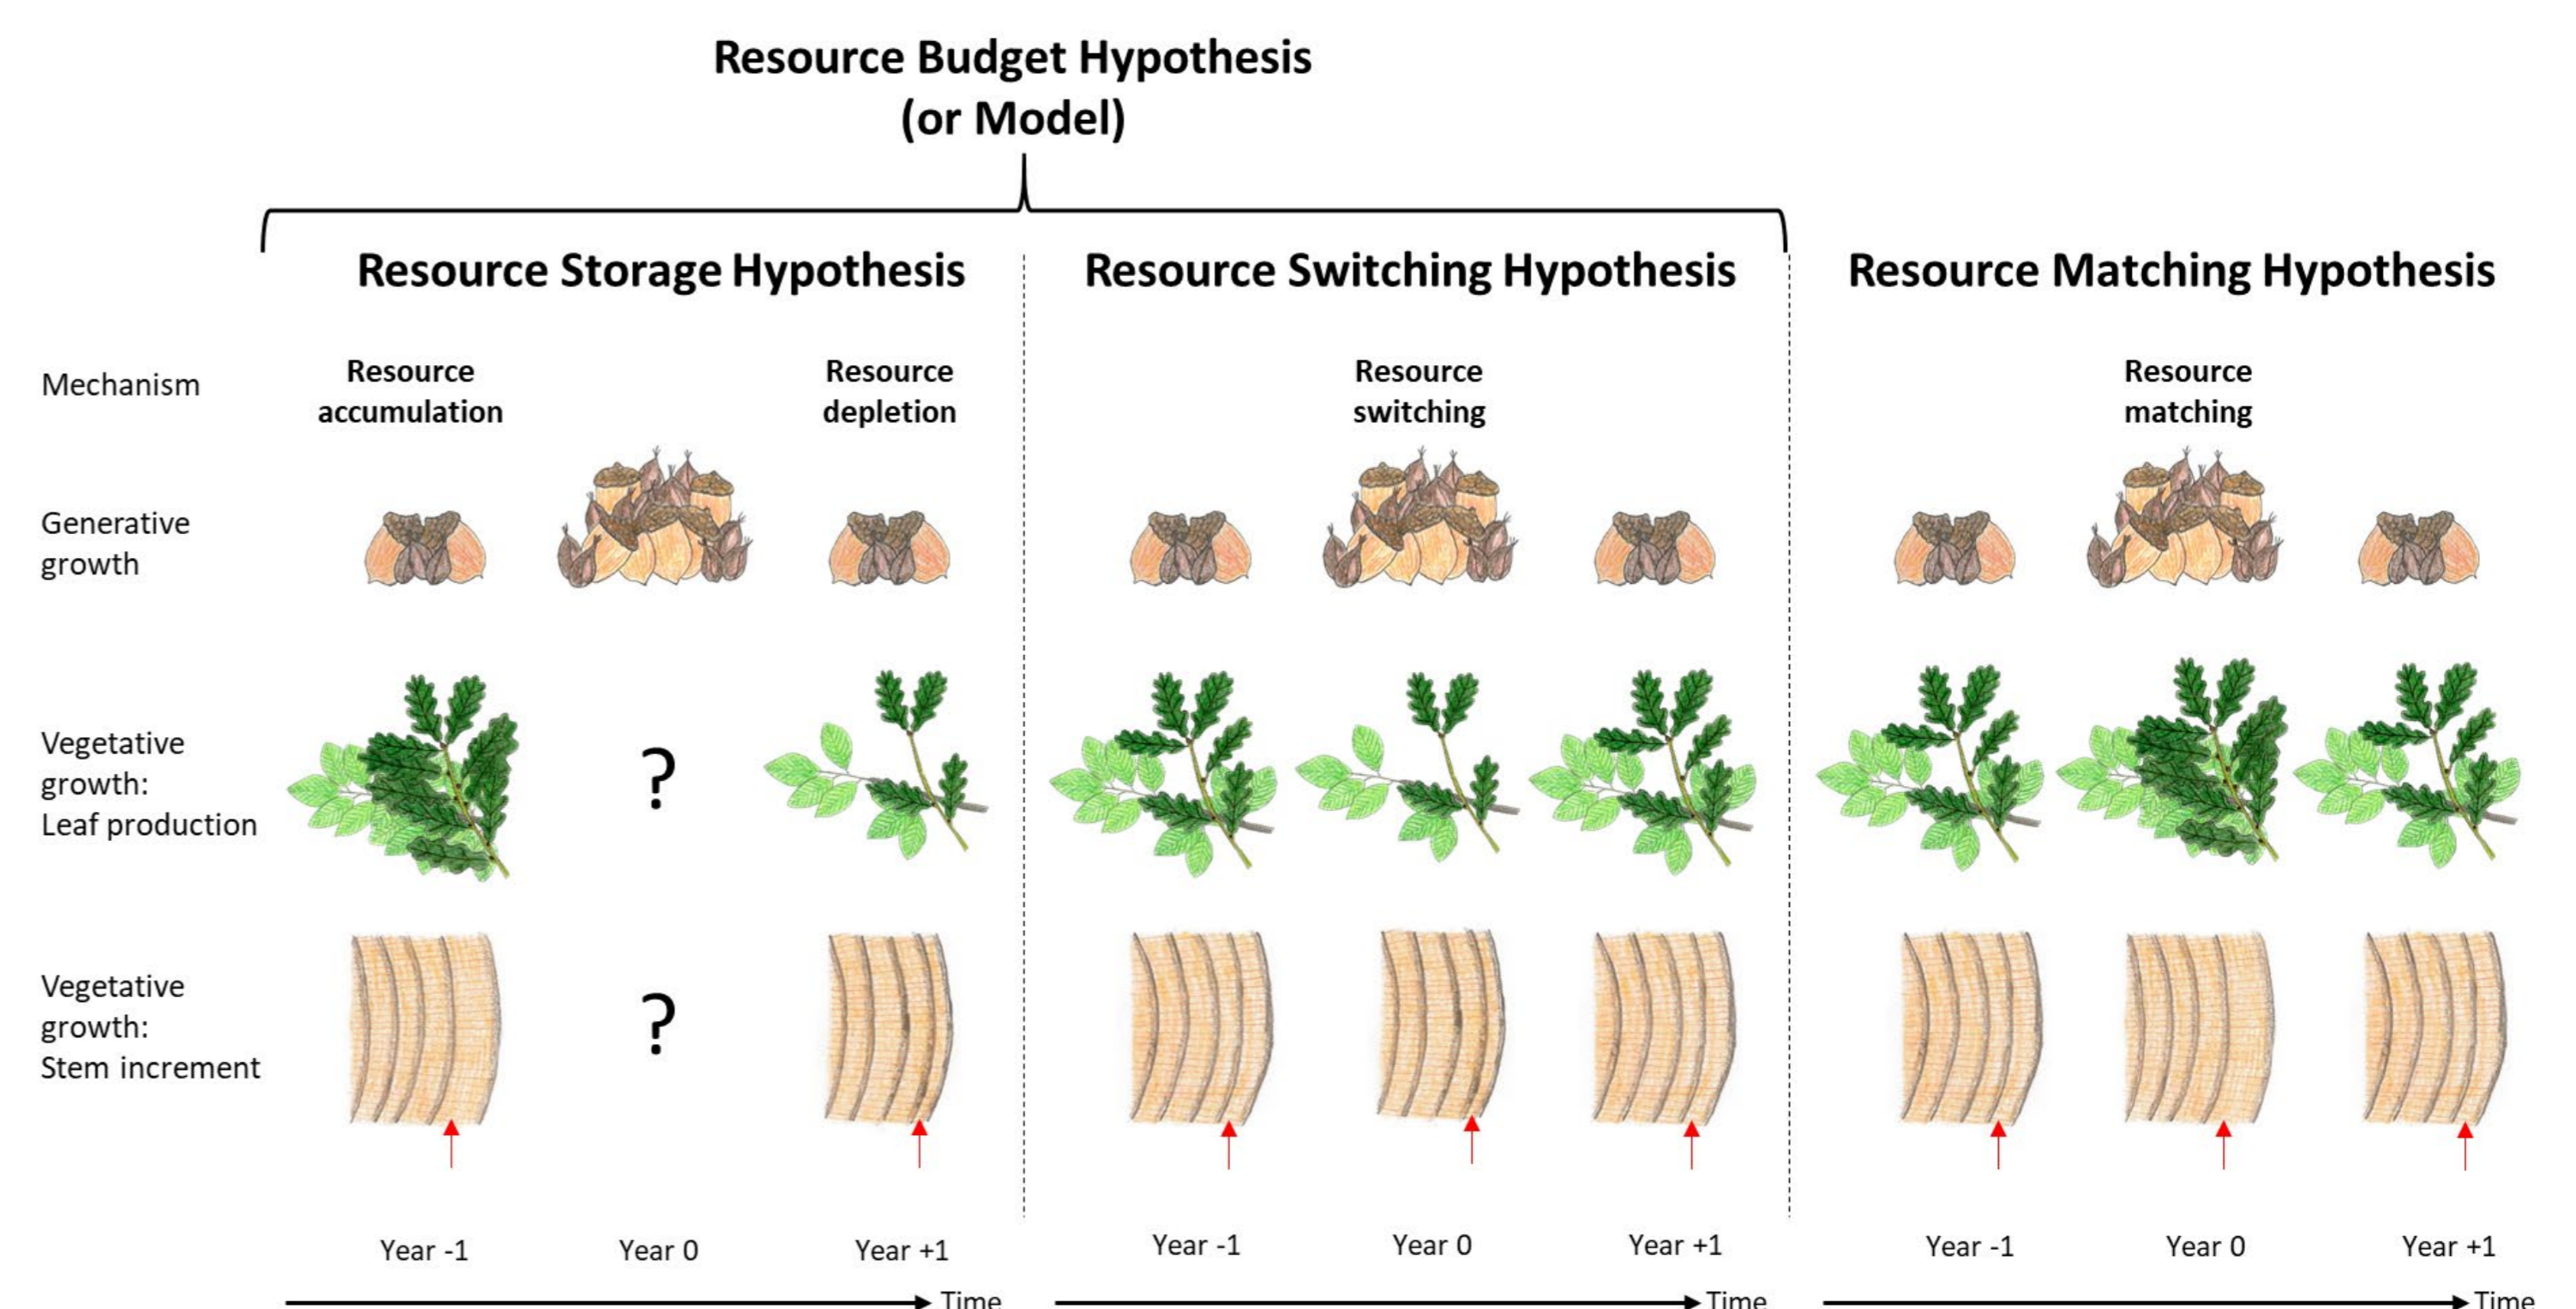 Resource Budget Hypothesis
(or Model)
Resource Storage Hypothesis
Resource Switching Hypothesis
Resource Matching Hypothesis
Mechanism
Resource
accumulation
Resource
depletion
Resource
switching
Resource
matching
Generative
growth
Vegetative
growth:
Leaf production
?
Vegetative
growth:
Stem increment
?
Year -1
Year 0
Year +1
Year -1
Year 0
Year +1
Year -1
Year 0
Year +1
Time
Time
Time